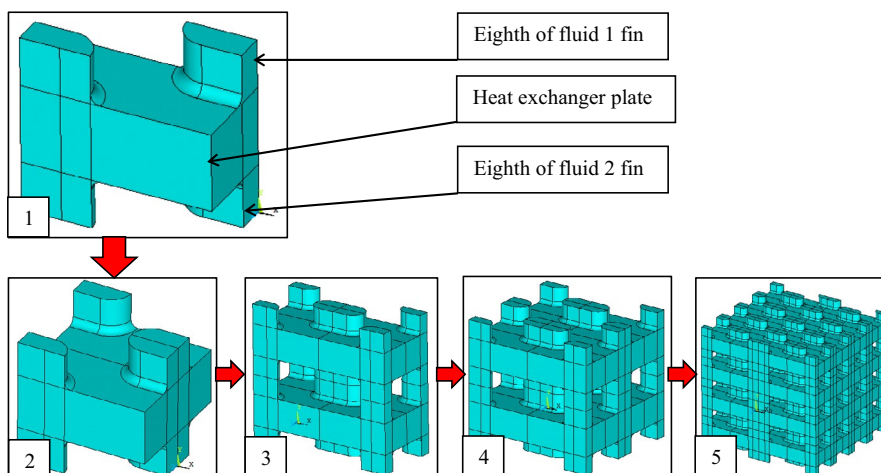 Eighth of fluid 1 fin
Heat exchanger plate
Eighth of fluid 2 fin
1
2
3
4
5